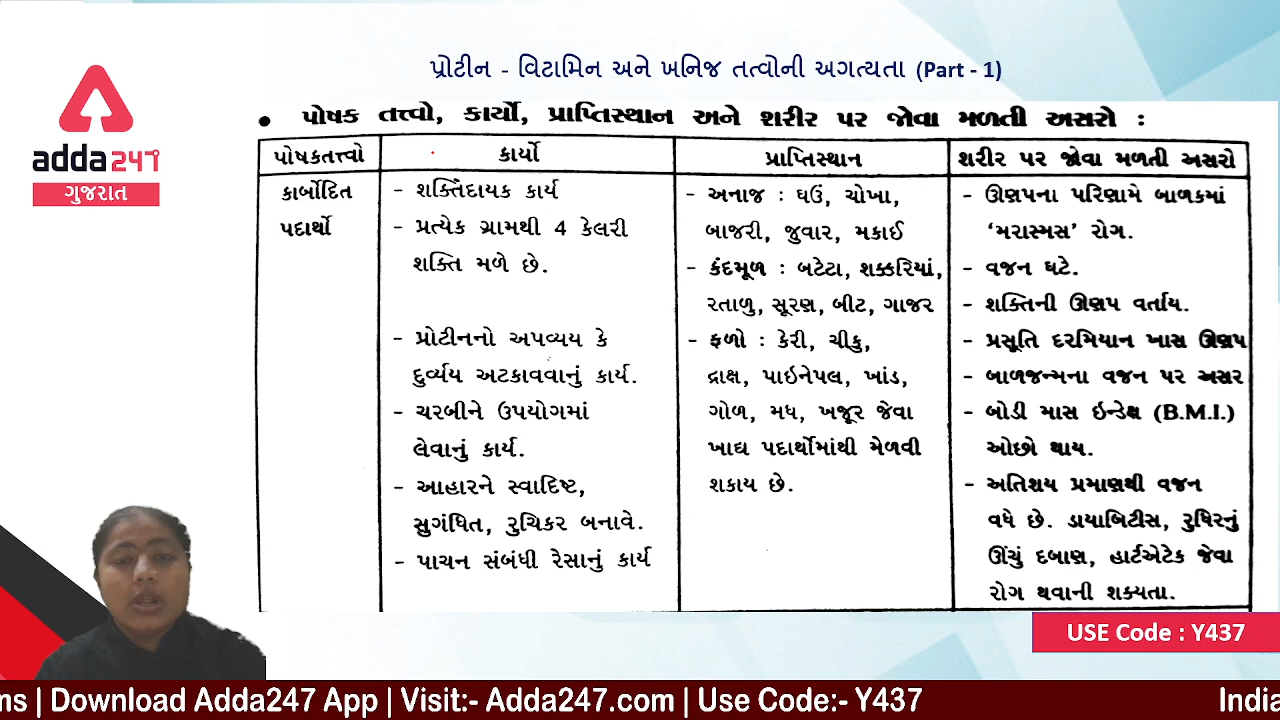 પ્રોટીન - વિટામિન અને ખનિજ તત્વોની અગત્યતા (Part - 1)
adda247
ગુજરાત
• પોષક તત્ત્વો, કાર્યો, પ્રાપ્તિસ્થાન અને શરીર પર જોવા મળતી અસરો :
પોષકતત્ત્વો
કાર્યો
પ્રાપ્તિસ્થાન
શરીર પર જોવા મળતી અસરો
કાર્બોદિત
પદાર્થો
- શક્તિદાયક કાર્ય
- પ્રત્યેક ગ્રામથી 4 કેલરી
શક્તિ મળે છે.
- પ્રોટીનનો અપવ્યય કે
દુર્વ્યય અટકાવવાનું કાર્ય.
- ચરબીને ઉપયોગમાં
લેવાનું કાર્ય.
- આહારને સ્વાદિષ્ટ,
સુગંધિત, રુચિકર બનાવે.
- પાચન સંબંધી રેસાનું કાર્ય
- અનાજ : ઘઉં, ચોખા,
બાજરી, જુવાર, મકાઈ
- કંદમૂળ : બટેટા, શક્કરિયાં,
રતાળુ, સૂરણ, બીટ, ગાજર
- ફળો : કેરી, ચીકુ,
દ્રાક્ષ, પાઇનેપલ, ખાંડ,
ગોળ, મધ, ખજૂર જેવા
ખાદ્ય પદાર્થોમાંથી મેળવી
શકાય છે.
- ઊણપના પરિણામે બાળકમાં
‘મરાસ્મસ’ રોગ.
- વજન ઘટે.
- શક્તિની ઊણપ વર્તાય.
- પ્રસૂતિ દરમિયાન ખાસ ઊણપ
- બાળજન્મના વજન પર અસર
- બોડી માસ ઇન્ડેક્ષ (B.M.I.)
ઓછો થાય.
- અતિશય પ્રમાણથી વજન
વધે છે. ડાયાબિટીસ, રુધિરનું
ઊંચું દબાણ, હાર્ટએટેક જેવા
રોગ થવાની શક્યતા.
USE Code : Y437
ms | Download Adda247 App | Visit:- Adda247.com | Use Code:- Y437 India